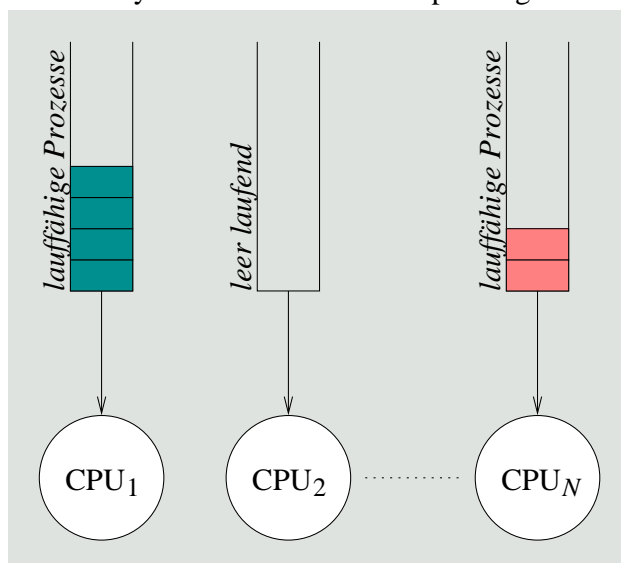 lauffähige Prozesse
leer laufend
lauffähige Prozesse
CPU1
CPU2
CPUN